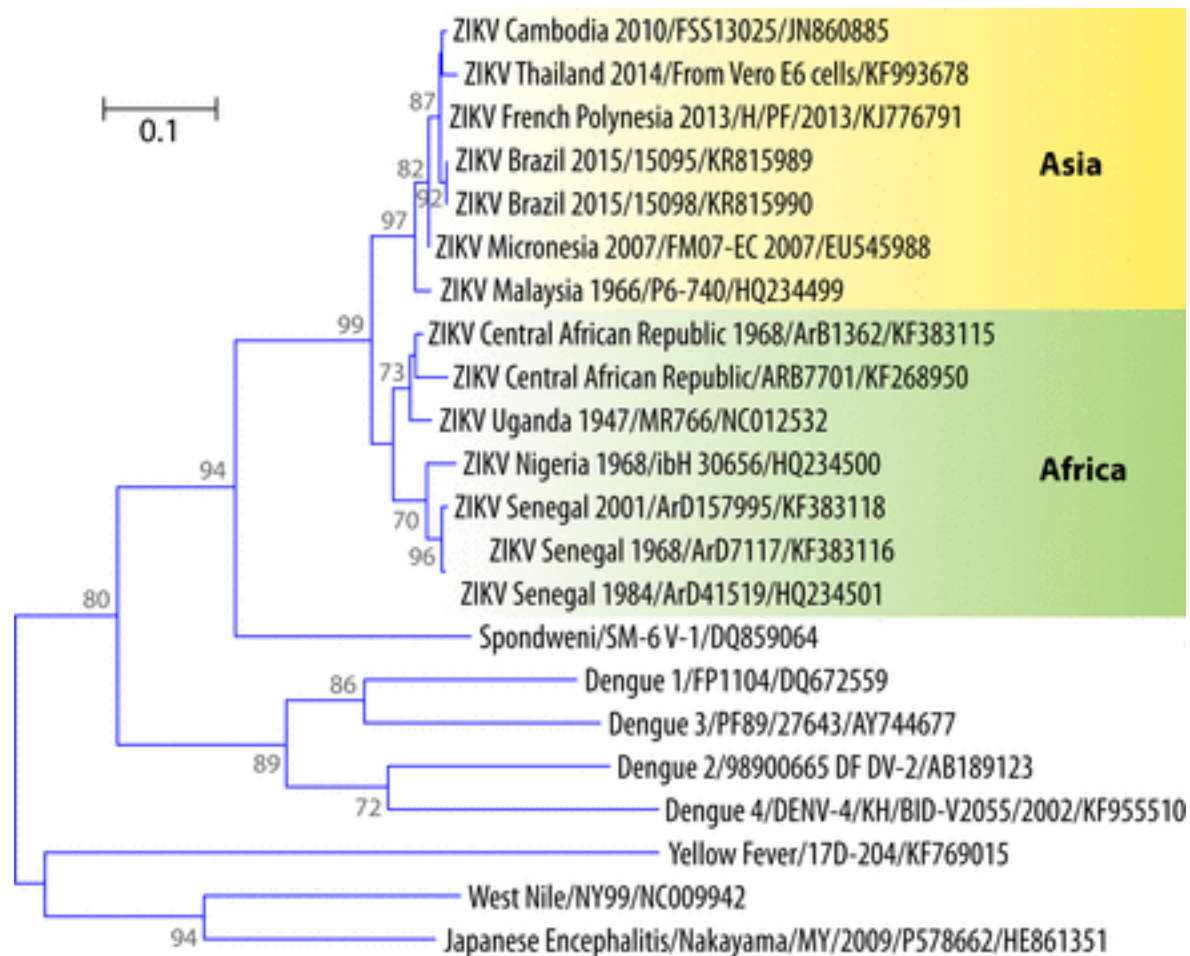 ZIKV Cambodia 2010/FSS13025/JN860885
ZIKV Thailand 2014/From Vero E6 cells/KF993678
87
0.1
ZIKV French Polynesia 2013/H/PF/2013/KJ776791
ZIKV Brazil 2015/15095/KR815989
Asia
82
92
ZIKV Brazil 2015/15098/KR815990
97
ZIKV Micronesia 2007/FM07-EC 2007/EU545988
ZIKV Malaysia 1966/P6-740/HQ234499
99
ZIKV Central African Republic 1968/ArB1362/KF383115
73
ZIKV Central African Republic/ARB7701/KF268950
ZIKV Uganda 1947/MR766/NC012532
94
ZIKV Nigeria 1968/ibH 30656/HQ234500
Africa
ZIKV Senegal 2001/ArD157995/KF383118
70
ZIKV Senegal 1968/ArD7117/KF383116
96
ZIKV Senegal 1984/ArD41519/HQ234501
80
Spondweni/SM-6 V-1/DQ859064
86
Dengue 1/FP1104/DQ672559
Dengue 3/PF89/27643/AY744677
89
Dengue 2/98900665 DF DV-2/AB189123
72
Dengue 4/DENV-4/KH/BID-V2055/2002/KF955510
Yellow Fever/17D-204/KF769015
West Nile/NY99/NC009942
94
Japanese Encephalitis/Nakayama/MY/2009/P578662/HE861351